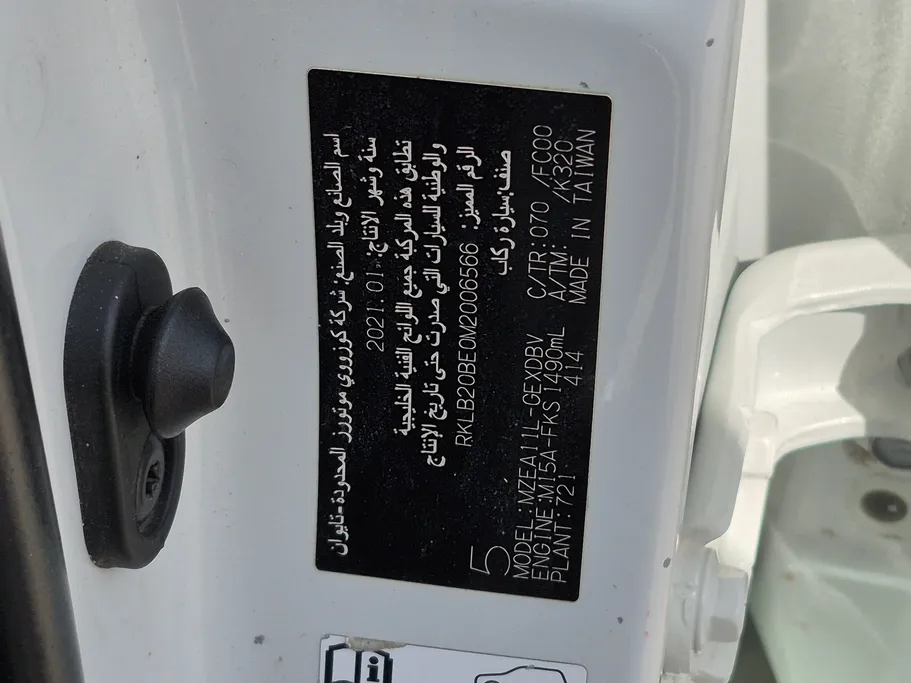 اسم الصانع وبلد الصنع: شركة كوزووي موتورز المحدودة-تايوان
سنة وشهر الإنتاج: 2021.01
تطابق هذه المركبة جميع اللوائح الفنية الخليجية
والوطنية للسيارات التي صدرت حتى تاريخ الإنتاج
الرقم المميز: RKLB20BE0M2006566
صنف:سيارة ركاب
5
MODEL:MZEA11L-GEXDBV C/TR:070 /FC00
ENGINE:M15A-FKS 1490mL A/TM: /K320
PLANT:721 414 MADE IN TAIWAN
i